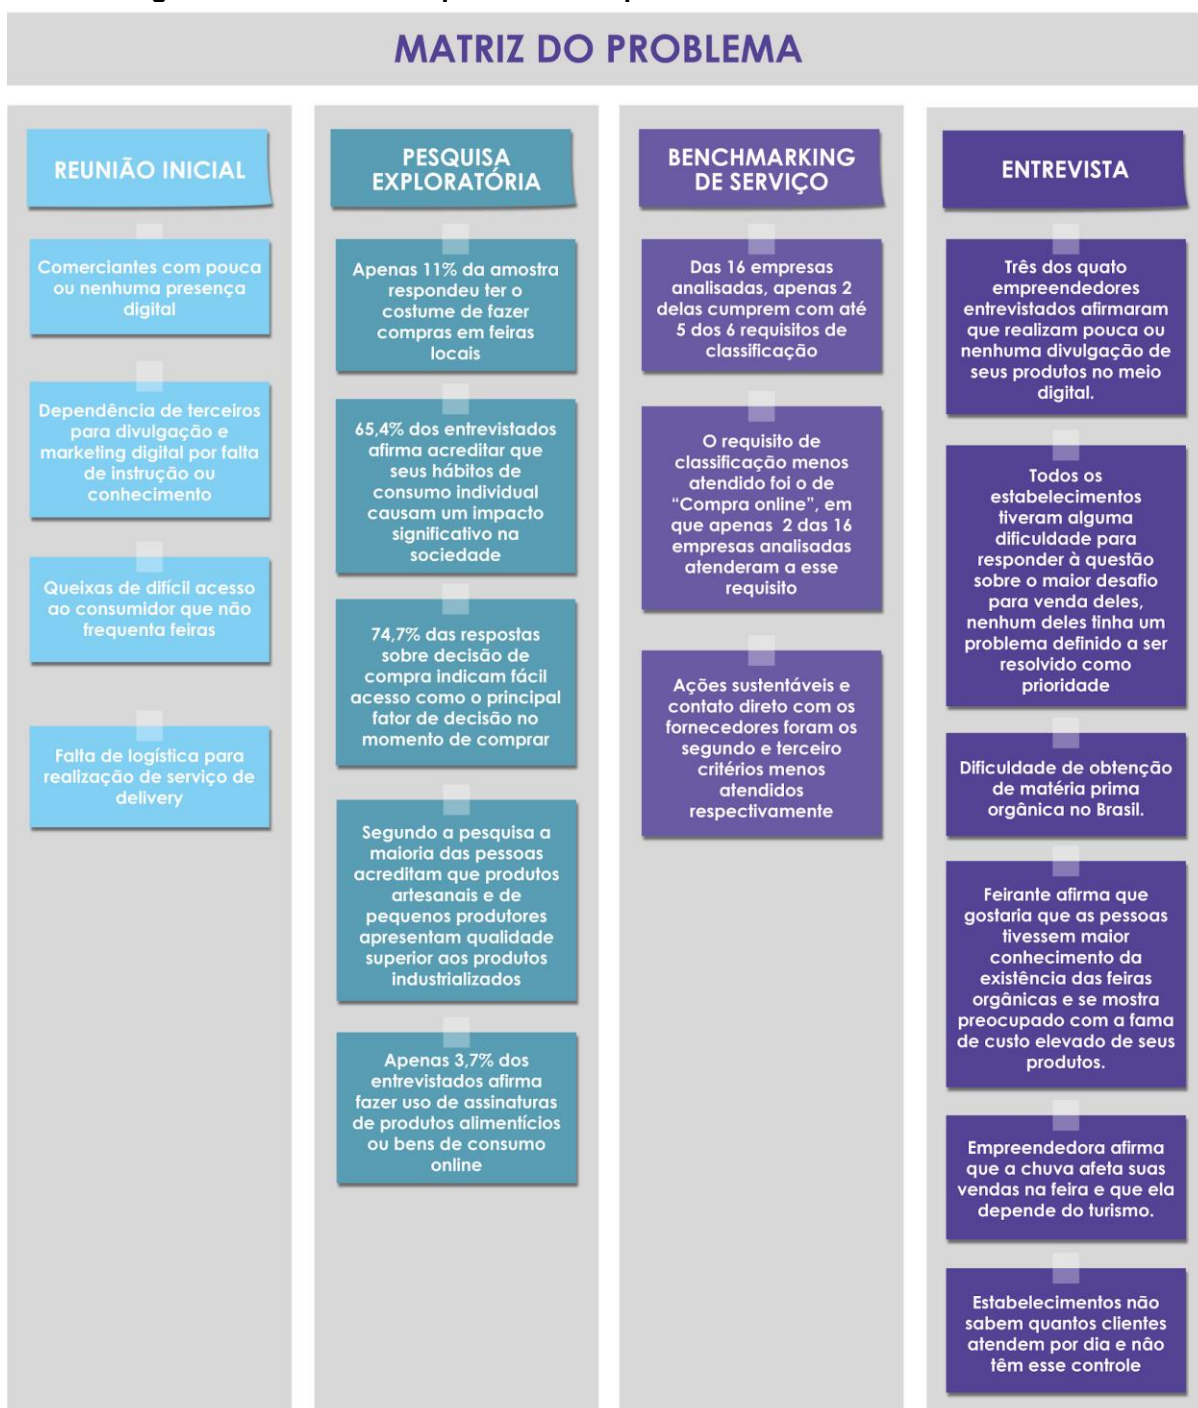 MATRIZ DO PROBLEMA
REUNIÃO INICIAL
Comerciantes com pouca
ou nenhuma presença
digital
Dependência de terceiros
para divulgação e
marketing digital por falta
de instrução ou
conhecimento
Queixas de difícil acesso
ao consumidor que não
frequenta feiras
Falta de logística para
realização de serviço de
delivery
PESQUISA
EXPLORATÓRIA
Apenas 11% da amostra
respondeu ter o
costume de fazer
compras em feiras
locais
65,4% dos entrevistados
afirma acreditar que
seus hábitos de
consumo individual
causam um impacto
significativo na
sociedade
74,7% das respostas
sobre decisão de
compra indicam fácil
acesso como o principal
fator de decisão no
momento de comprar
Segundo a pesquisa a
maioria das pessoas
acreditam que produtos
artesanais e de
pequenos produtores
apresentam qualidade
superior aos produtos
industrializados
Apenas 3,7% dos
entrevistados afirma
fazer uso de assinaturas
de produtos alimentícios
ou bens de consumo
online
BENCHMARKING
DE SERVIÇO
Das 16 empresas
analisadas, apenas 2
delas cumprem com até
5 dos 6 requisitos de
classificação
O requisito de
classificação menos
atendido foi o de
“Compra online”, em
que apenas 2 das 16
empresas analisadas
atenderam a esse
requisito
Ações sustentáveis e
contato direto com os
fornecedores foram os
segundo e terceiro
critérios menos
atendidos
respectivamente
ENTREVISTA
Três dos quato
empreendedores
entrevistados afirmaram
que realizam pouca ou
nenhuma divulgação de
seus produtos no meio
digital.
Todos os
estabelecimentos
tiveram alguma
dificuldade para
responder à questão
sobre o maior desafio
para venda deles,
nenhum deles tinha um
problema definido a ser
resolvido como
prioridade
Dificuldade de obtenção
de matéria prima
orgânica no Brasil.
Feirante afirma que
gostaria que as pessoas
tivessem maior
conhecimento da
existência das feiras
orgânicas e se mostra
preocupado com a fama
de custo elevado de seus
produtos.
Empreendedora afirma
que a chuva afeta suas
vendas na feira e que ela
depende do turismo.
Estabelecimentos não
sabem quantos clientes
atendem por dia e não
têm esse controle